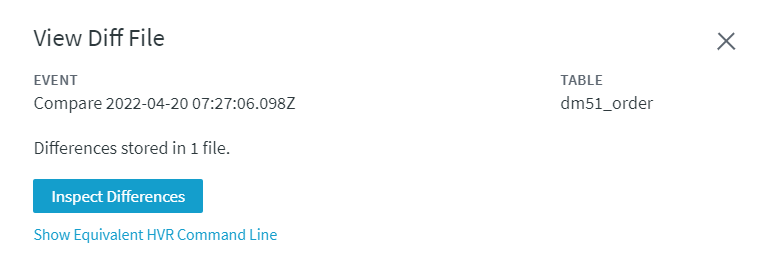 View Diff File
EVENT
Compare 2022-04-20 07:27:06.098Z
TABLE
dm51_order
Differences stored in 1 file.
Inspect Differences
Show Equivalent HVR Command Line